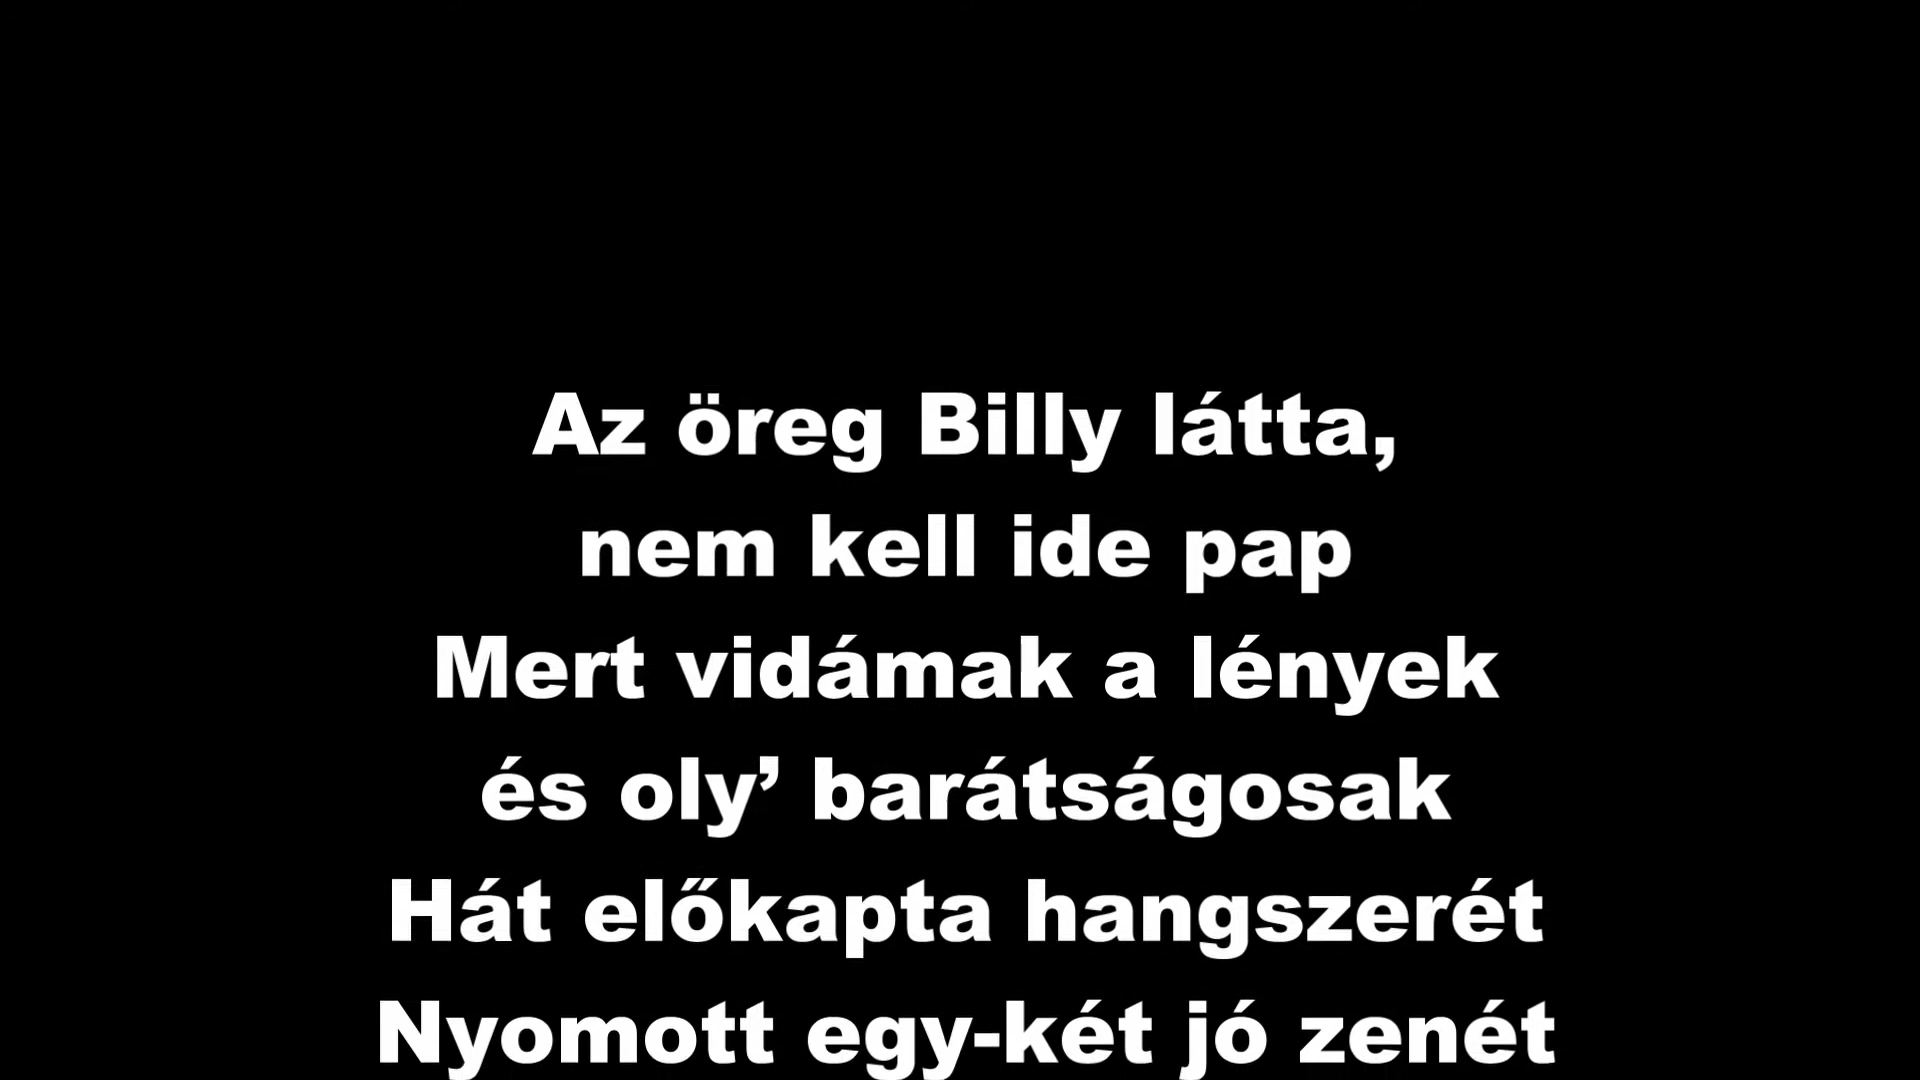 Az öreg Billy látta,
nem kell ide pap
Mert vidámak a lények
és oly’ barátságosak
Hát előkapta hangszerét
Nyomott egy-két jó zenét